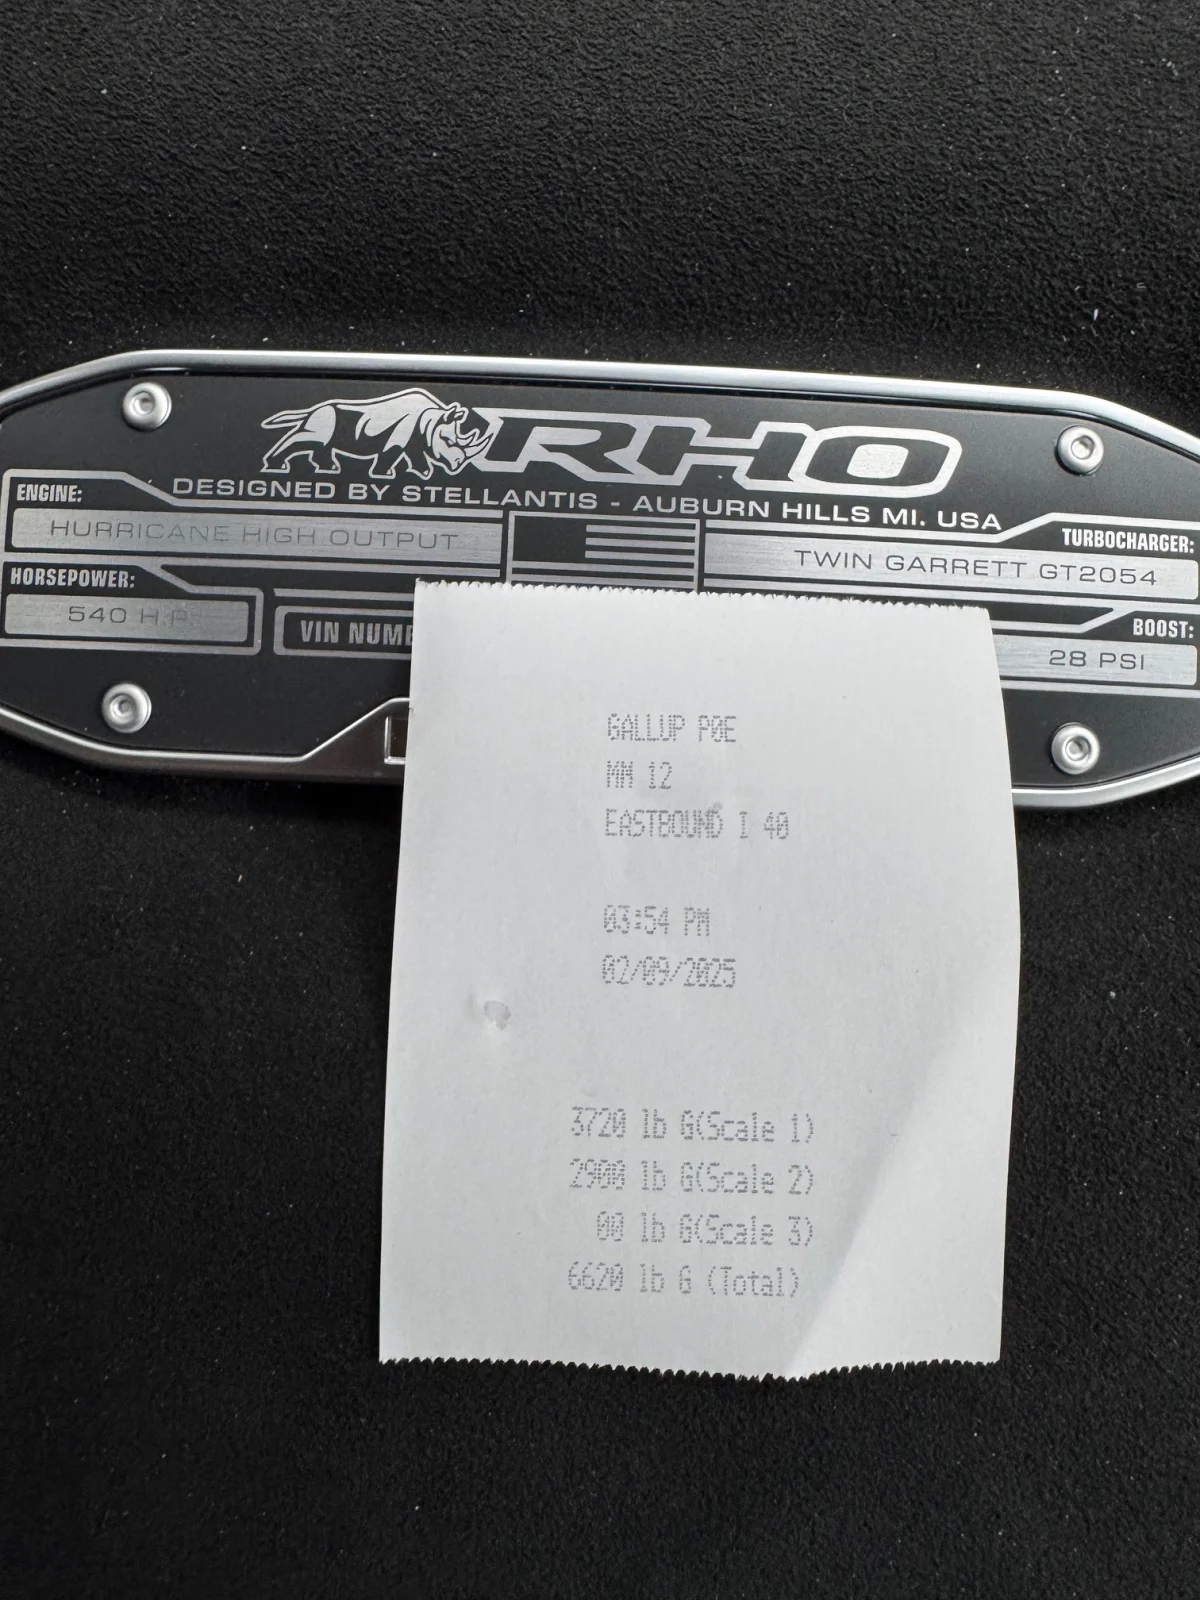 RHO
DESIGNED BY STELLANTIS - AUBURN HILLS MI. USA
ENGINE:
HURRICANE HIGH OUTPUT
TURBOCHARGER:
TWIN GARRETT GT2054
HORSEPOWER:
540 H.P.
VIN NUM
BOOST:
28 PSI
GALLUP POE
MM 12
EASTBOUND I 40
03:54 PM
02/09/2025
3720 lb G(Scale 1)
2900 lb G(Scale 2)
00 lb G(Scale 3)
6620 lb G (Total)